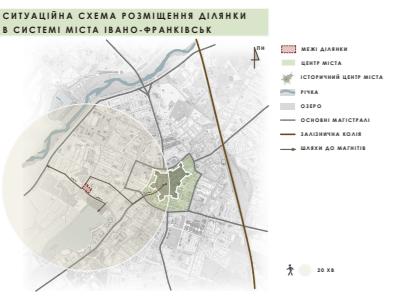 СИТУАЦІЙНА СХЕМА РОЗМІЩЕННЯ ДІЛЯНКИ
В СИСТЕМІ МІСТА ІВАНО-ФРАНКІВСЬК
ПН
МЕЖІ ДІЛЯНКИ
ЦЕНТР МІСТА
ІСТОРИЧНИЙ ЦЕНТР МІСТА
РІЧКА
ОЗЕРО
ОСНОВНІ МАГІСТРАЛІ
ЗАЛІЗНИЧНА КОЛІЯ
ШЛЯХИ ДО МАГНІТІВ
20 ХВ